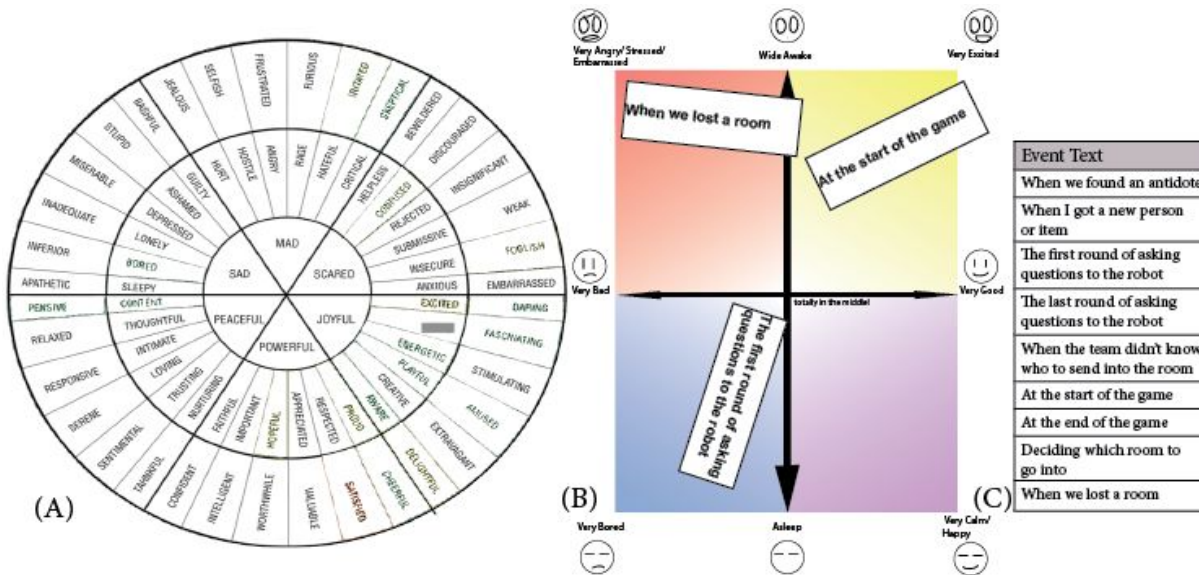 APATHETIC
INFERIOR
INADEQUATE
MISERABLE
STUPID
BASHFUL
JEALOUS
SELFISH
FRUSTRATED
FURIOUS
IRRITATED
SKEPTICAL
BEWILDERED
DISCOURAGED
INSIGNIFICANT
WEAK
FOOLISH
EMBARRASSED
DARING
FASCINATING
STIMULATING
AMUSED
EXTRAVAGANT
DELIGHTFUL
CHEERFUL
SATISFIED
VALUABLE
WORTHWHILE
INTELLIGENT
CONFIDENT
TAHNKFUL
SENTIMENTAL
SERENE
RESPONSIVE
RELAXED
PENSIVE
SLEEPY
BORED
LONELY
DEPRESSED
ASHAMED
GUILTY
HURT
HOSTILE
ANGRY
RAGE
HATEFUL
CRITICAL
HELPLESS
CONFUSED
REJECTED
SUBMISSIVE
INSECURE
ANXIOUS
EXCITED
ENERGETIC
PLAYFUL
CREATIVE
AWARE
PROUD
RESPECTED
APPRECIATED
HOPEFUL
IMPORTANT
FAITHFUL
NURTURING
TRUSTING
LOVING
INTIMATE
THOUGHTFUL
CONTENT
MAD
SAD
SCARED
PEACEFUL
JOYFUL
POWERFUL
(A)
Very Angry/ Stressed/
Embarrassed
Wide Awake
Very Excited
When we lost a room
At the start of the game
Very Bad
Very Good
totally in the middle!
The first round of asking
questions to the robot
(B)
Very Bored
Asleep
Very Calm/
Happy
(C)
Event Text
When we found an antidote
When I got a new person
or item
The first round of asking
questions to the robot
The last round of asking
questions to the robot
When the team didn't know
who to send into the room
At the start of the game
At the end of the game
Deciding which room to
go into
When we lost a room